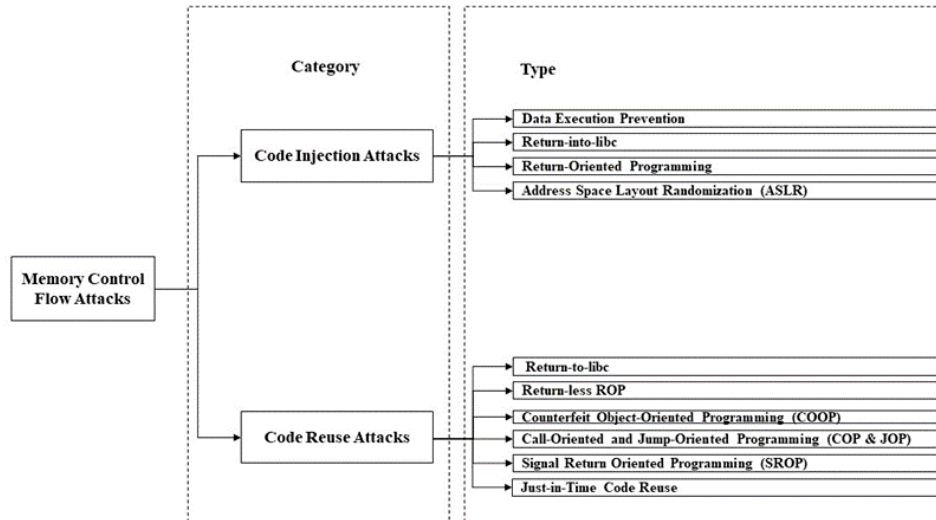 Category
Type
Data Execution Prevention
Return-into-libc
Code Injection Attacks
Return-Oriented Programming
Address Space Layout Randomization (ASLR)
Memory Control
Flow Attacks
Return-to-libc
Return-less ROP
Counterfeit Object-Oriented Programming (COOP)
Code Reuse Attacks
Call-Oriented and Jump-Oriented Programming (COP & JOP)
Signal Return Oriented Programming (SROP)
Just-in-Time Code Reuse